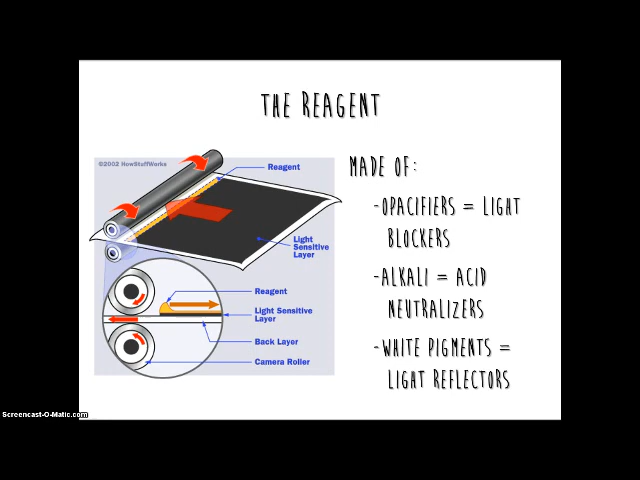 THE REAGENT
©2002 HowStuffWorks
Reagent
Light
Sensitive
Layer
Reagent
Light Sensitive
Layer
Back Layer
Camera Roller
MADE OF:
-OPACIFIERS = LIGHT
BLOCKERS
-ALKALI = ACID
NEUTRALIZERS
-WHITE PIGMENTS =
LIGHT REFLECTORS
Screencast-O-Matic.com